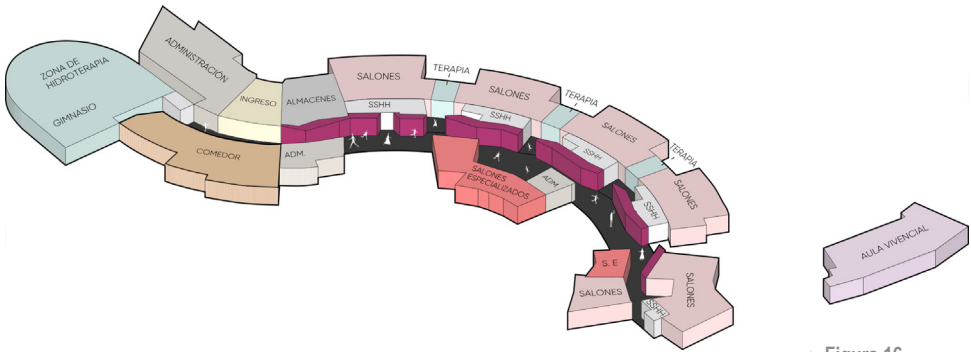 ZONA DE
HIDROTERAPIA
GIMNASIO
ADMINISTRACIÓN
INGRESO
ALMACENES
SALONES
SSHH
TERAPIA
SALONES
SSHH
TERAPIA
SALONES
SSHH
TERAPIA
SALONES
SSHH
COMEDOR
ADM.
SALONES
ESPECIALIZADOS
ADM.
S. E
SALONES
SALONES
SSHH
AULA VIVENCIAL
Figura 16